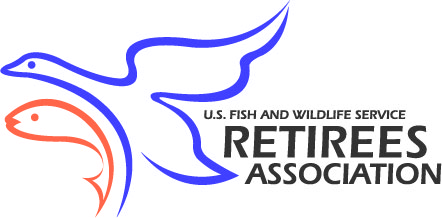 U.S. FISH AND WILDLIFE SERVICE
RETIREES
ASSOCIATION